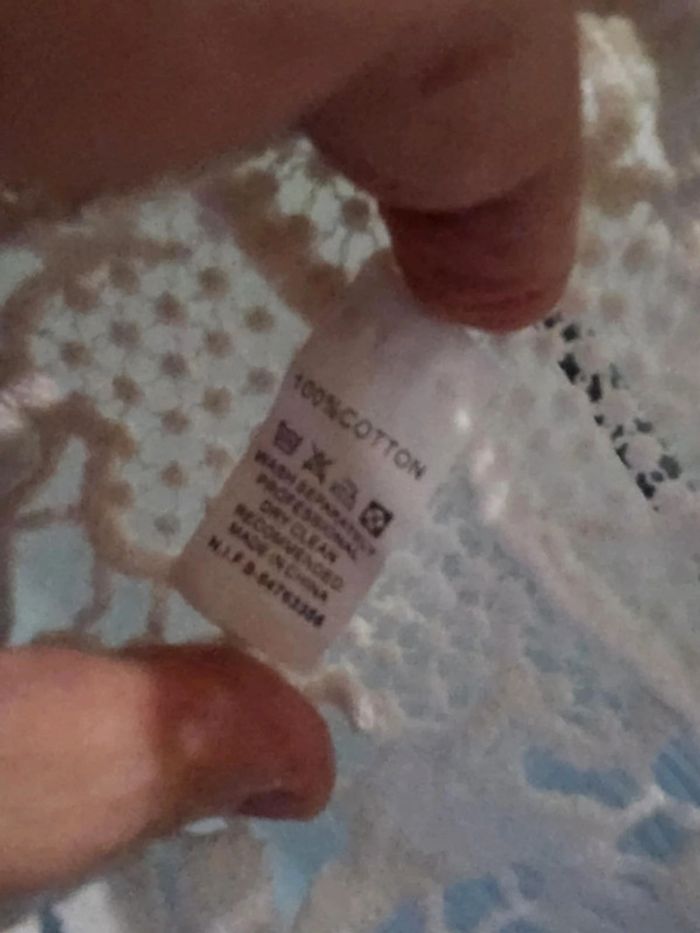 100%COTTON
WASH SEPARATELY
PROFESSIONAL
DRY CLEAN
RECOMMENDED.
MADE IN CHINA